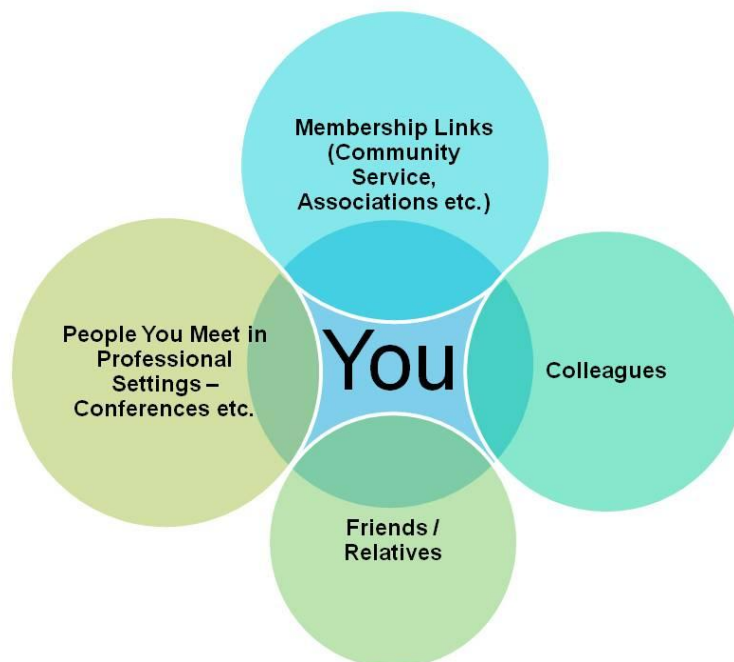 Membership Links
(Community
Service,
Associations etc.)
People You Meet in
Professional
Settings –
Conferences etc.
You
Colleagues
Friends /
Relatives